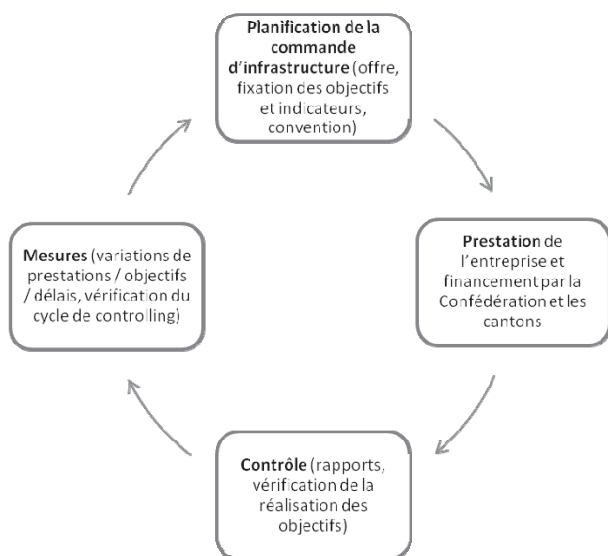 Planification de la
commande
d’infrastructure (offre,
fixation des objectifs
et indicateurs,
convention)
Prestation de
l’entreprise et
financement par la
Confédération et les
cantons
Contrôle (rapports,
vérification de la
réalisation des
objectifs)
Mesures (variations de
prestations / objectifs
/ délais, vérification du
cycle de controlling)